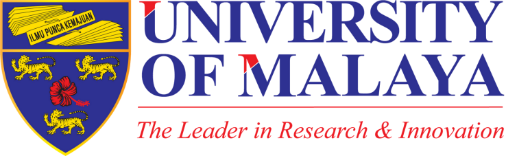 ILMU PUNCA KEMAJUAN
UNIVERSITY
OF MALAYA
The Leader in Research & Innovation